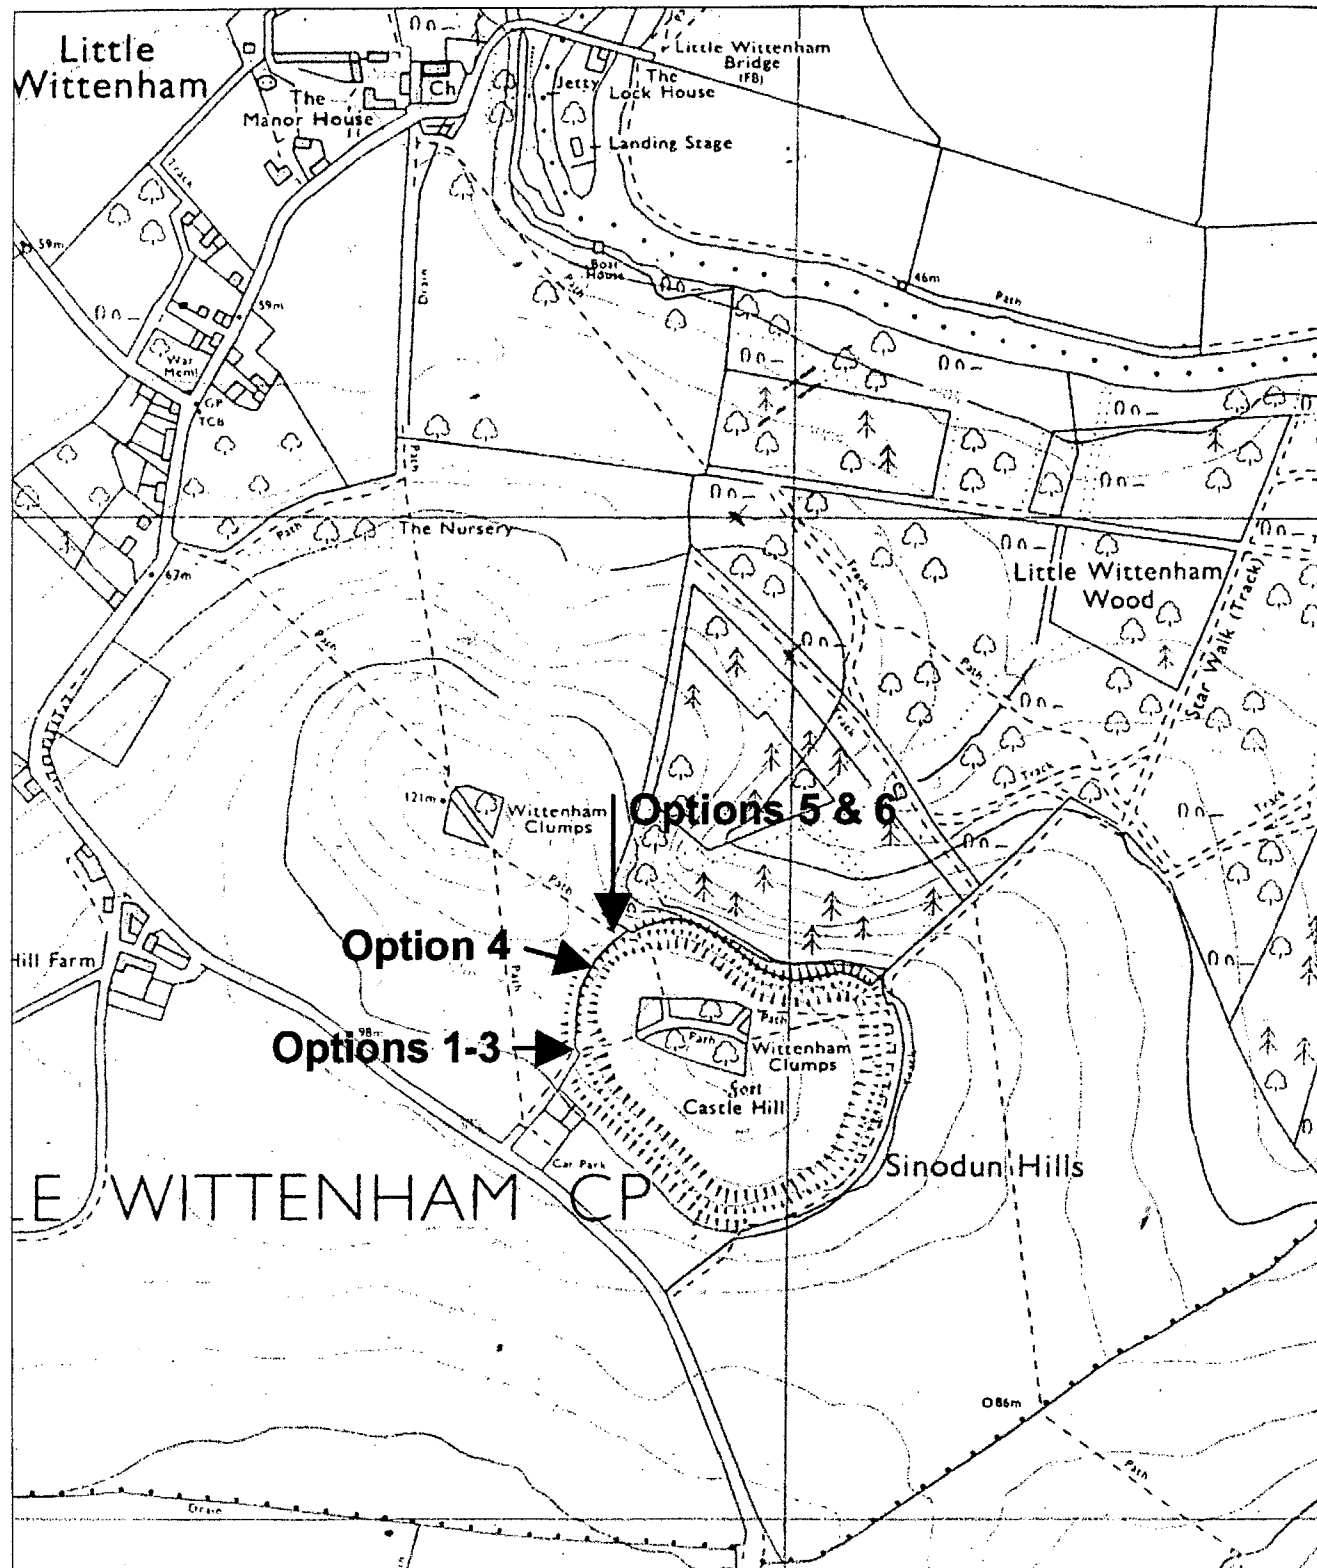 Little
Wittenham
The
Manor House
Ch
Jetty
Little Wittenham
Bridge
(FB)
The
Lock House
Landing Stage
Track
59m
59m
Drain
Boat
House
Path
46m
Path
War
Meml
GP
TCB
Path
Path
The Nursery
67m
Path
Track
Little Wittenham
Wood
Path
Star Walk (Track)
Track
Track
Track
121m
Wittenham
Clumps
Options 5 & 6
Path
Option 4
Path
Hill Farm
98m
Options 1-3
Path
Path
Wittenham
Clumps
Fort
Castle Hill
Track
Car Park
Sinodun Hills
LE WITTENHAM CP
86m
Path
Drain